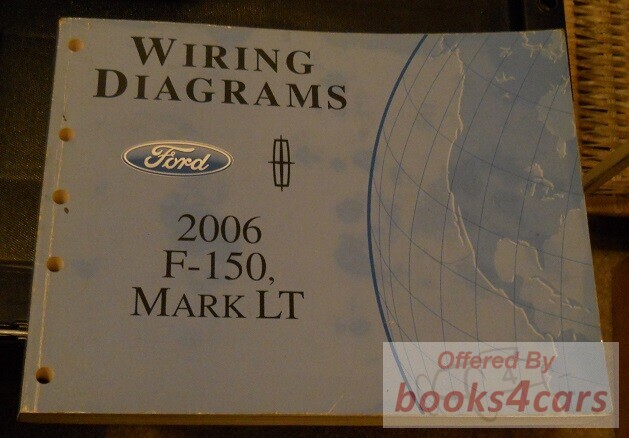 WIRING
DIAGRAMS
Ford
2006
F-150,
MARK LT
Offered By
books4cars